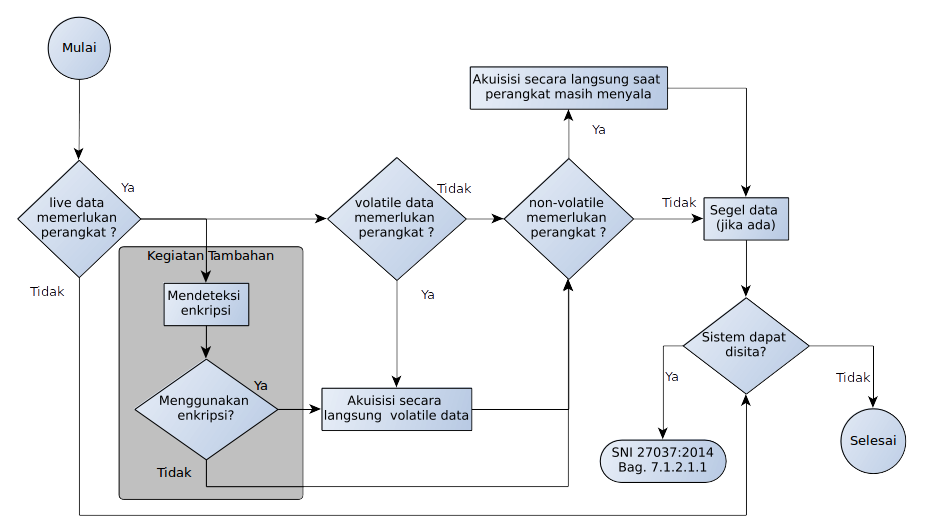 Mulai
Akuisisi secara langsung saat
perangkat masih menyala
Ya
Ya
live data
memerlukan
perangkat ?
volatile data
memerlukan
perangkat ?
Tidak
non-volatile
memerlukan
perangkat ?
Tidak
Segel data
(jika ada)
Kegiatan Tambahan
Tidak
Mendeteksi
enkripsi
Ya
Sistem dapat
disita?
Ya
Tidak
Ya
Menggunakan
enkripsi?
Akuisisi secara
langsung volatile data
Tidak
SNI 27037:2014
Bag. 7.1.2.1.1
Selesai